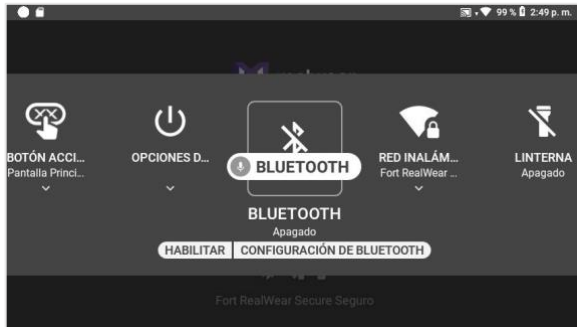 99 % 2:49 p. m.
BOTÓN ACCI...
Pantalla Princi...
OPCIONES D...
BLUETOOTH
RED INALÁM...
Fort RealWear ...
LINTERNA
Apagado
BLUETOOTH
Apagado
HABILITAR CONFIGURACIÓN DE BLUETOOTH
Fort RealWear Secure Seguro